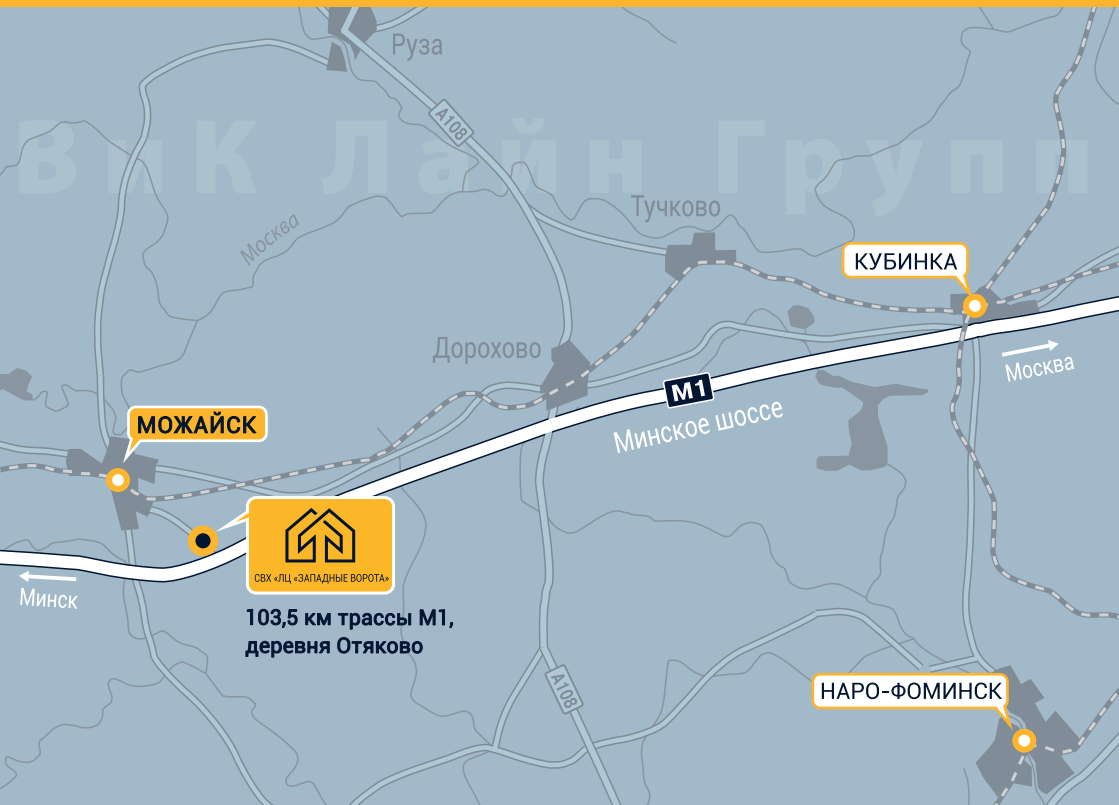 Руза
А108
ВиК Лайн Групп
Тучково
Москва
КУБИНКА
Дорохово
Москва
М1
Минское шоссе
МОЖАЙСК
СВХ «ЛЦ «ЗАПАДНЫЕ ВОРОТА»
Минск
103,5 км трассы М1,
деревня Отяково
А108
НАРО-ФОМИНСК